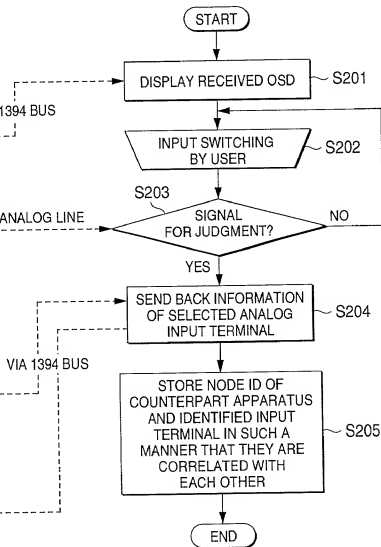 START
DISPLAY RECEIVED OSD
S201
1394 BUS
INPUT SWITCHING
BY USER
S202
S203
ANALOG LINE
SIGNAL
FOR JUDGMENT?
NO
YES
SEND BACK INFORMATION
OF SELECTED ANALOG
INPUT TERMINAL
S204
VIA 1394 BUS
STORE NODE ID OF
COUNTERPART APPARATUS
AND IDENTIFIED INPUT
TERMINAL IN SUCH A
MANNER THAT THEY ARE
CORRELATED WITH
EACH OTHER
S205
END